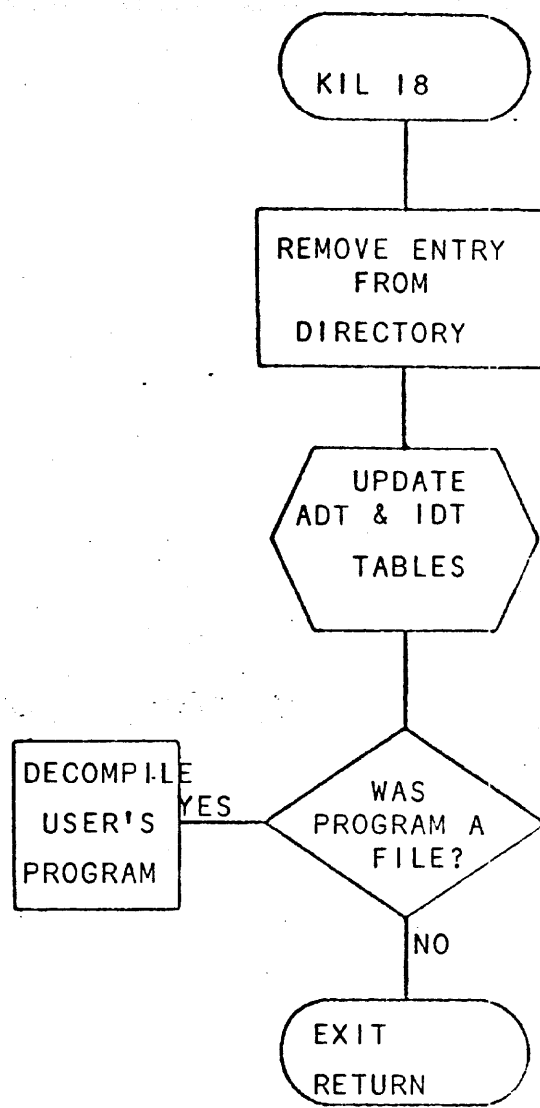 KIL 18
REMOVE ENTRY
FROM
DIRECTORY
UPDATE
ADT & IDT
TABLES
DECOMPILE
USER'S
PROGRAM
YES
WAS
PROGRAM A
FILE?
NO
EXIT
RETURN